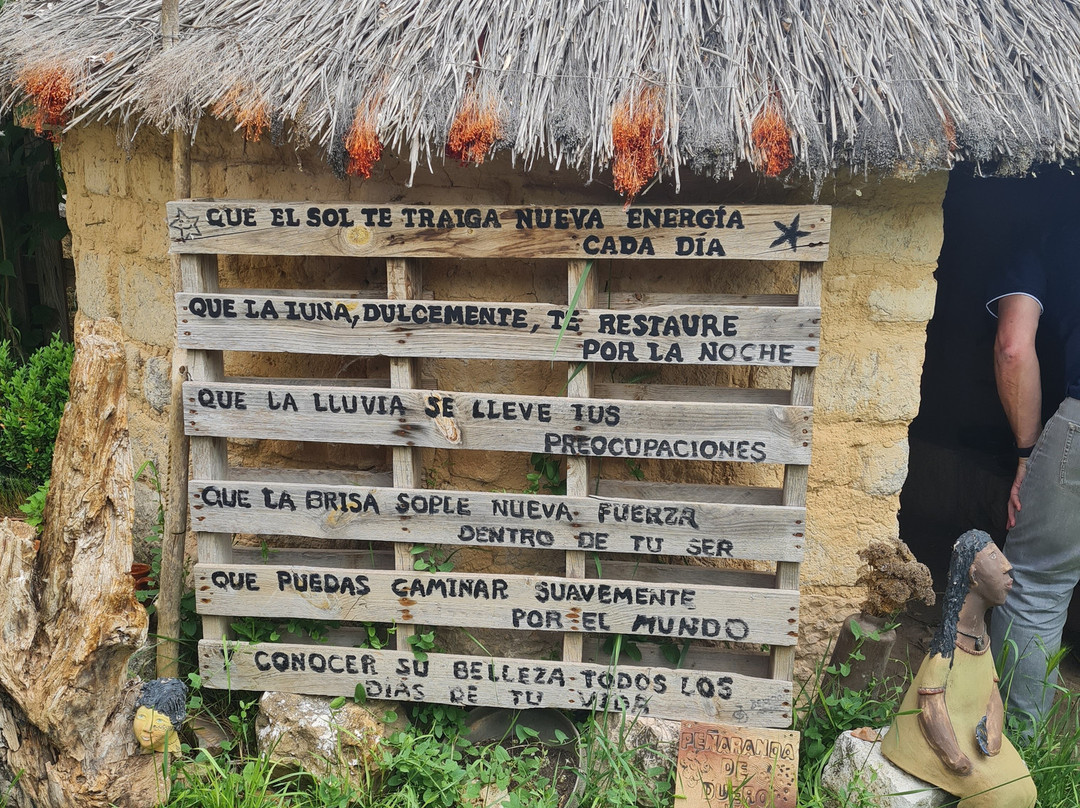 QUE EL SOL TE TRAIGA NUEVA ENERGÍA
CADA DÍA
QUE LA LUNA, DULCEMENTE, TE RESTAURE
POR LA NOCHE
QUE LA LLUVIA SE LLEVE TUS
PREOCUPACIONES
QUE LA BRISA SOPLE NUEVA FUERZA
DENTRO DE TU SER
QUE PUEDAS CAMINAR SUAVEMENTE
POR EL MUNDO
CONOCER SU BELLEZA TODOS LOS
DÍAS DE TU VIDA
PEÑARANDA
DE
DUERO